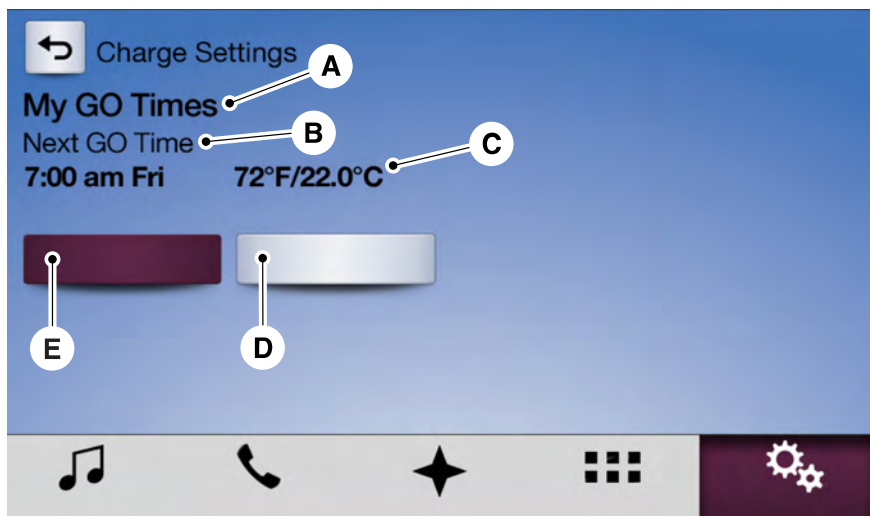 Charge Settings
A
My GO Times
B
Next GO Time
C
7:00 am Fri 72°F/22.0°C
E
D